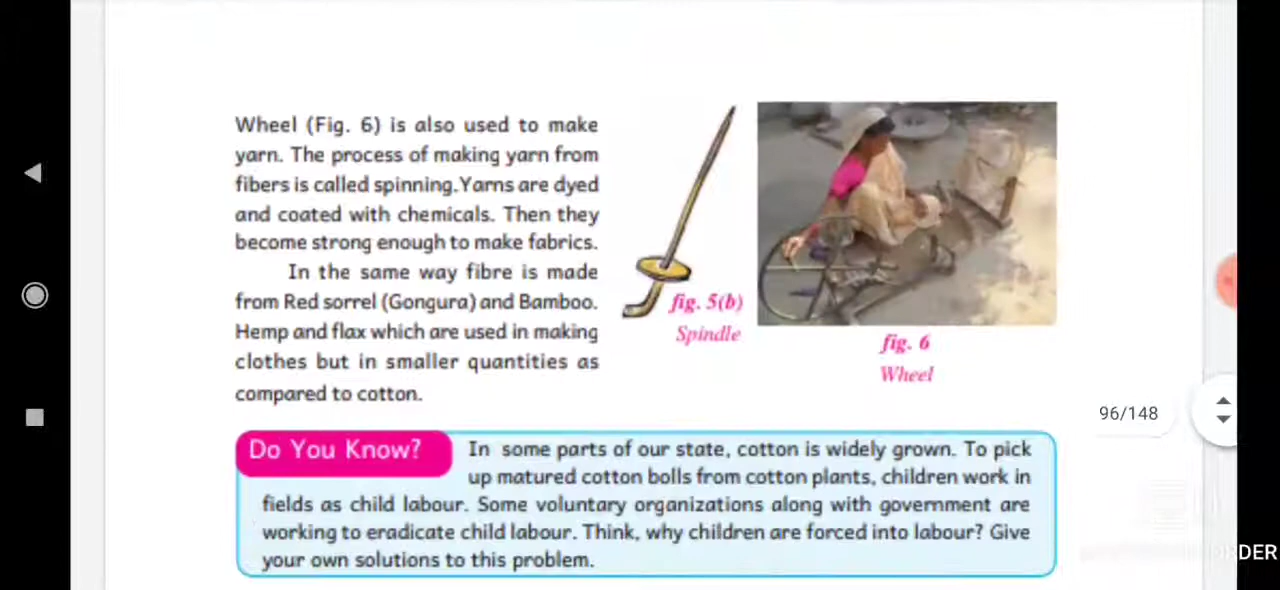 Wheel (Fig. 6) is also used to make
yarn. The process of making yarn from
fibers is called spinning.Yarns are dyed
and coated with chemicals. Then they
become strong enough to make fabrics.
In the same way fibre is made
from Red sorrel (Gongura) and Bamboo.
Hemp and flax which are used in making
clothes but in smaller quantities as
compared to cotton.
fig. 5(b)
Spindle
fig. 6
Wheel
96/148
Do You Know?
In some parts of our state, cotton is widely grown. To pick
up matured cotton bolls from cotton plants, children work in
fields as child labour. Some voluntary organizations along with government are
working to eradicate child labour. Think, why children are forced into labour? Give
your own solutions to this problem.